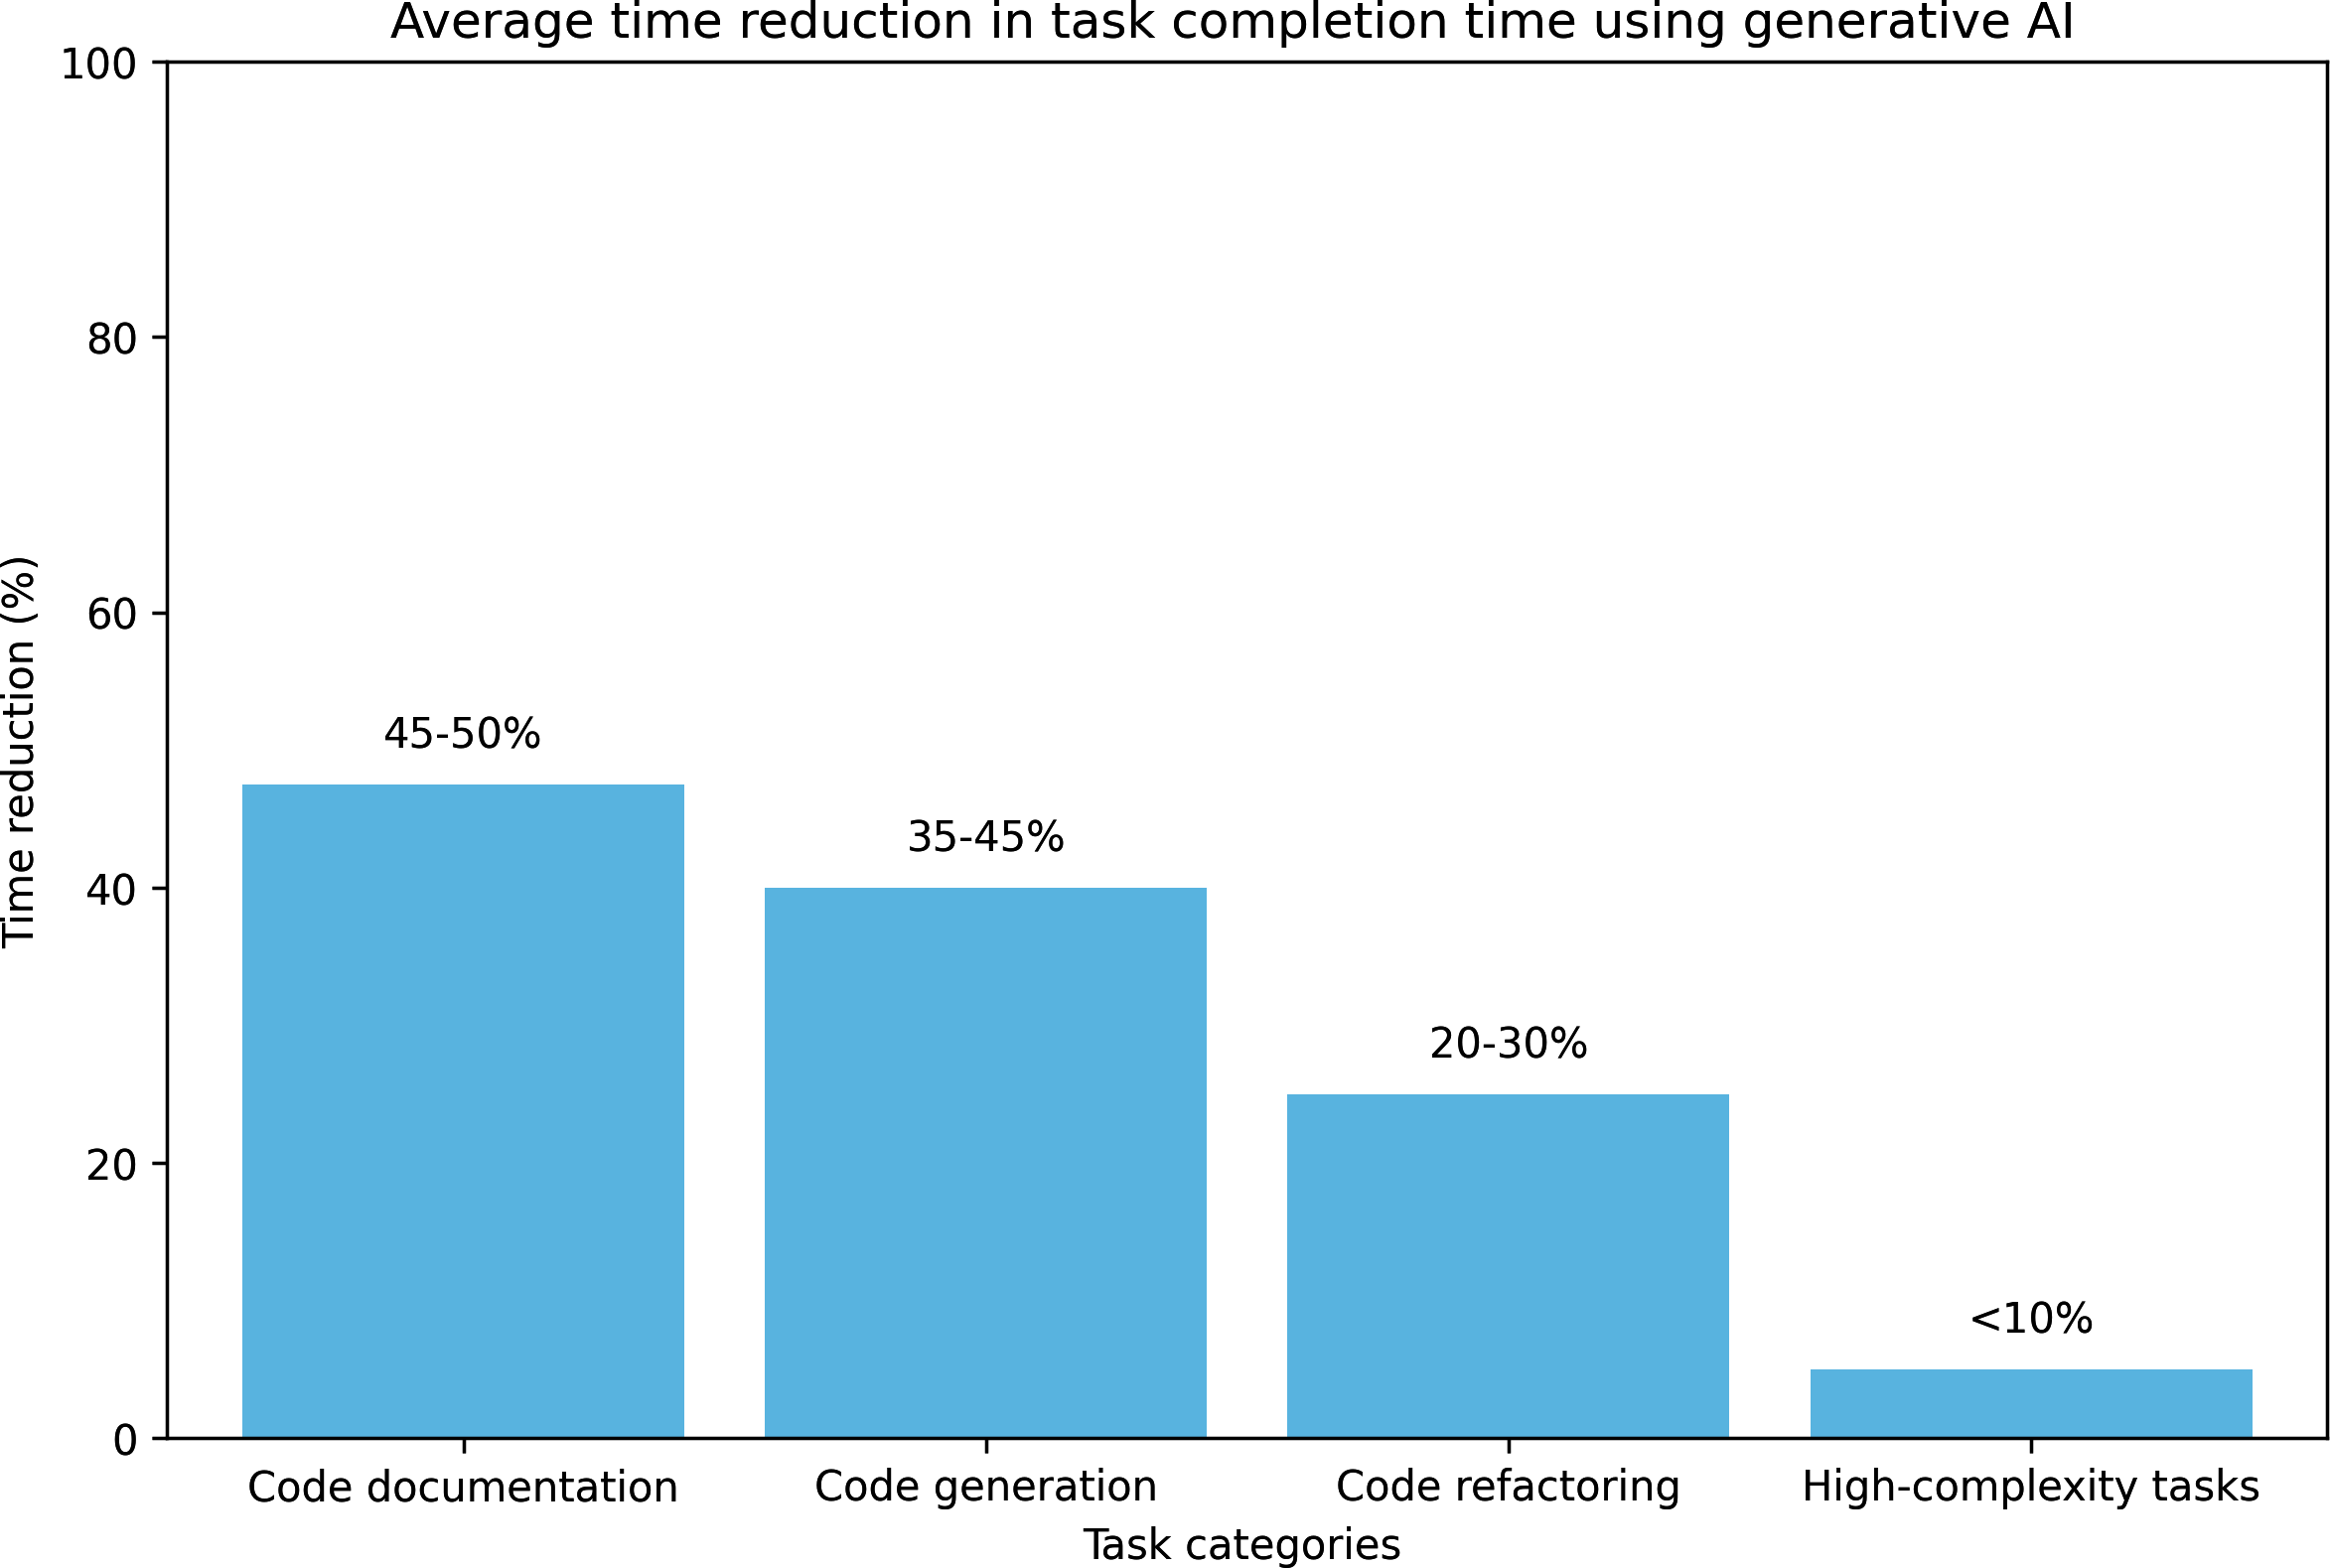 Average time reduction in task completion time using generative AI
Time reduction (%)
100
80
60
40
20
0
45-50%
35-45%
20-30%
<10%
Code documentation
Code generation
Code refactoring
High-complexity tasks
Task categories